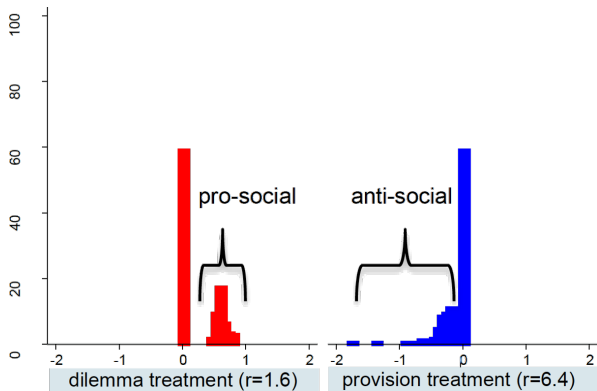 100
80
60
40
20
0
pro-social
anti-social
-2 -1 0 1 2
-2 -1 0 1 2
dilemma treatment (r=1.6)
provision treatment (r=6.4)